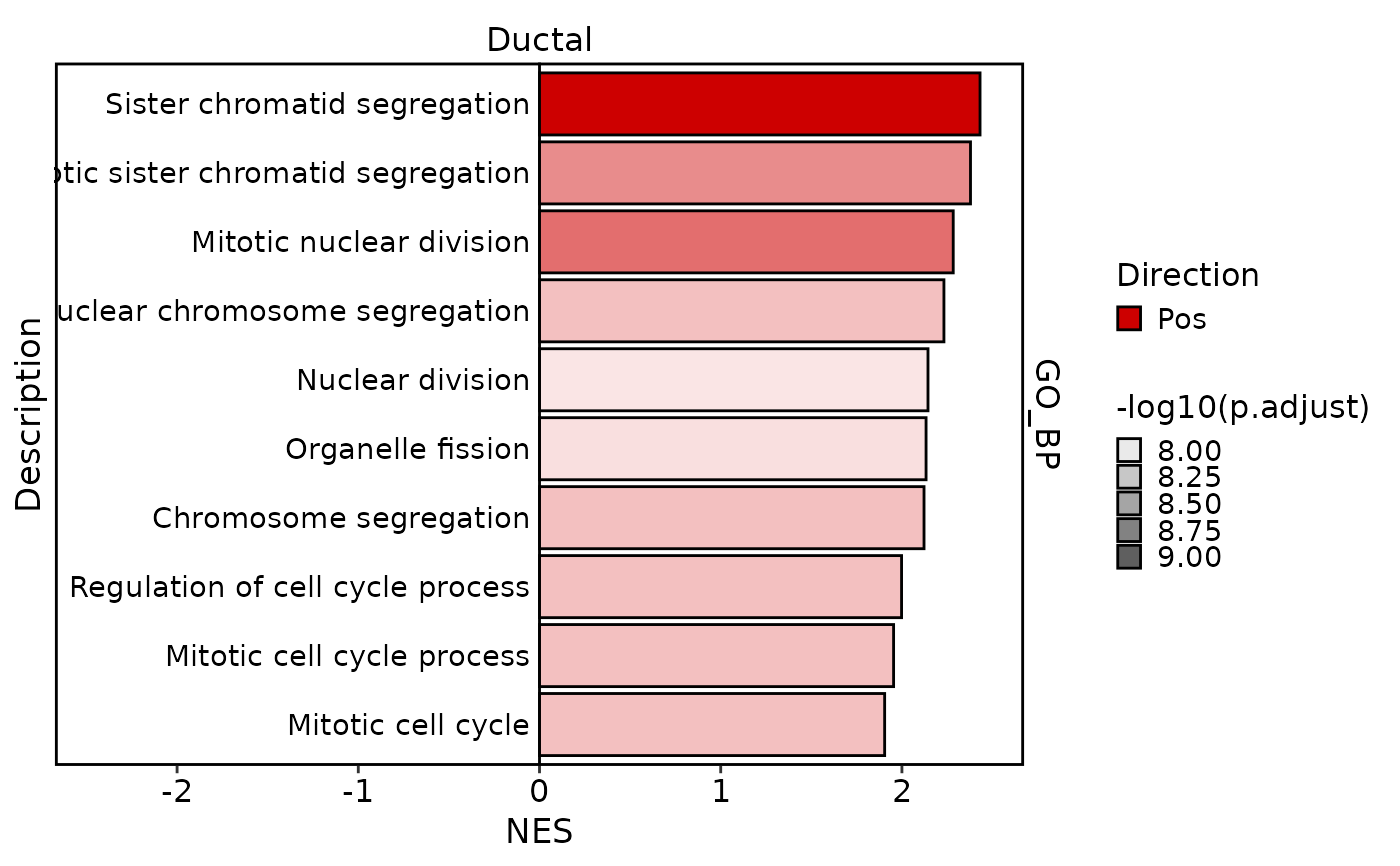 Ductal
Sister chromatid segregation
sister chromatid segregation
Mitotic nuclear division
chromosome segregation
Nuclear division
Organelle fission
Chromosome segregation
Regulation of cell cycle process
Mitotic cell cycle process
Mitotic cell cycle
Description
GO_BP
-2
-1
0
1
2
NES
Direction
Pos
-log10(p.adjust)
8.00
8.25
8.50
8.75
9.00